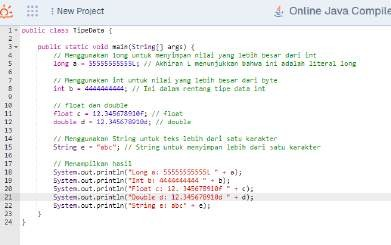 New Project
Online Java Compile
1 public class TipeData {
2
3 public static void main(String[] args) {
4 // Menggunakan long untuk menyimpan nilai yang lebih besar dari int
5 long a = 55555555555L; // Akhiran L menunjukkan bahwa ini adalah literal long
6
7 // Menggunakan int untuk nilai yang lebih besar dari byte
8 int b = 4444444444; // Ini dalam rentang tipe data int
9
10 // float dan double
11 float c = 12.345678910f; // float
12 double d = 12.345678910d; // double
13
14 // Menggunakan String untuk teks lebih dari satu karakter
15 String e = "abc"; // String untuk menyimpan lebih dari satu karakter
16
17 // Menampilkan hasil
18 System.out.println("Long a: 55555555555L " + a);
19 System.out.println("Int b: 4444444444 " + b);
20 System.out.println("Float c: 12. 345678910f " + c);
21 System.out.println("Double d: 12.345678910d " + d);
22 System.out.println("String e: abc" + e);
23 }
24 }